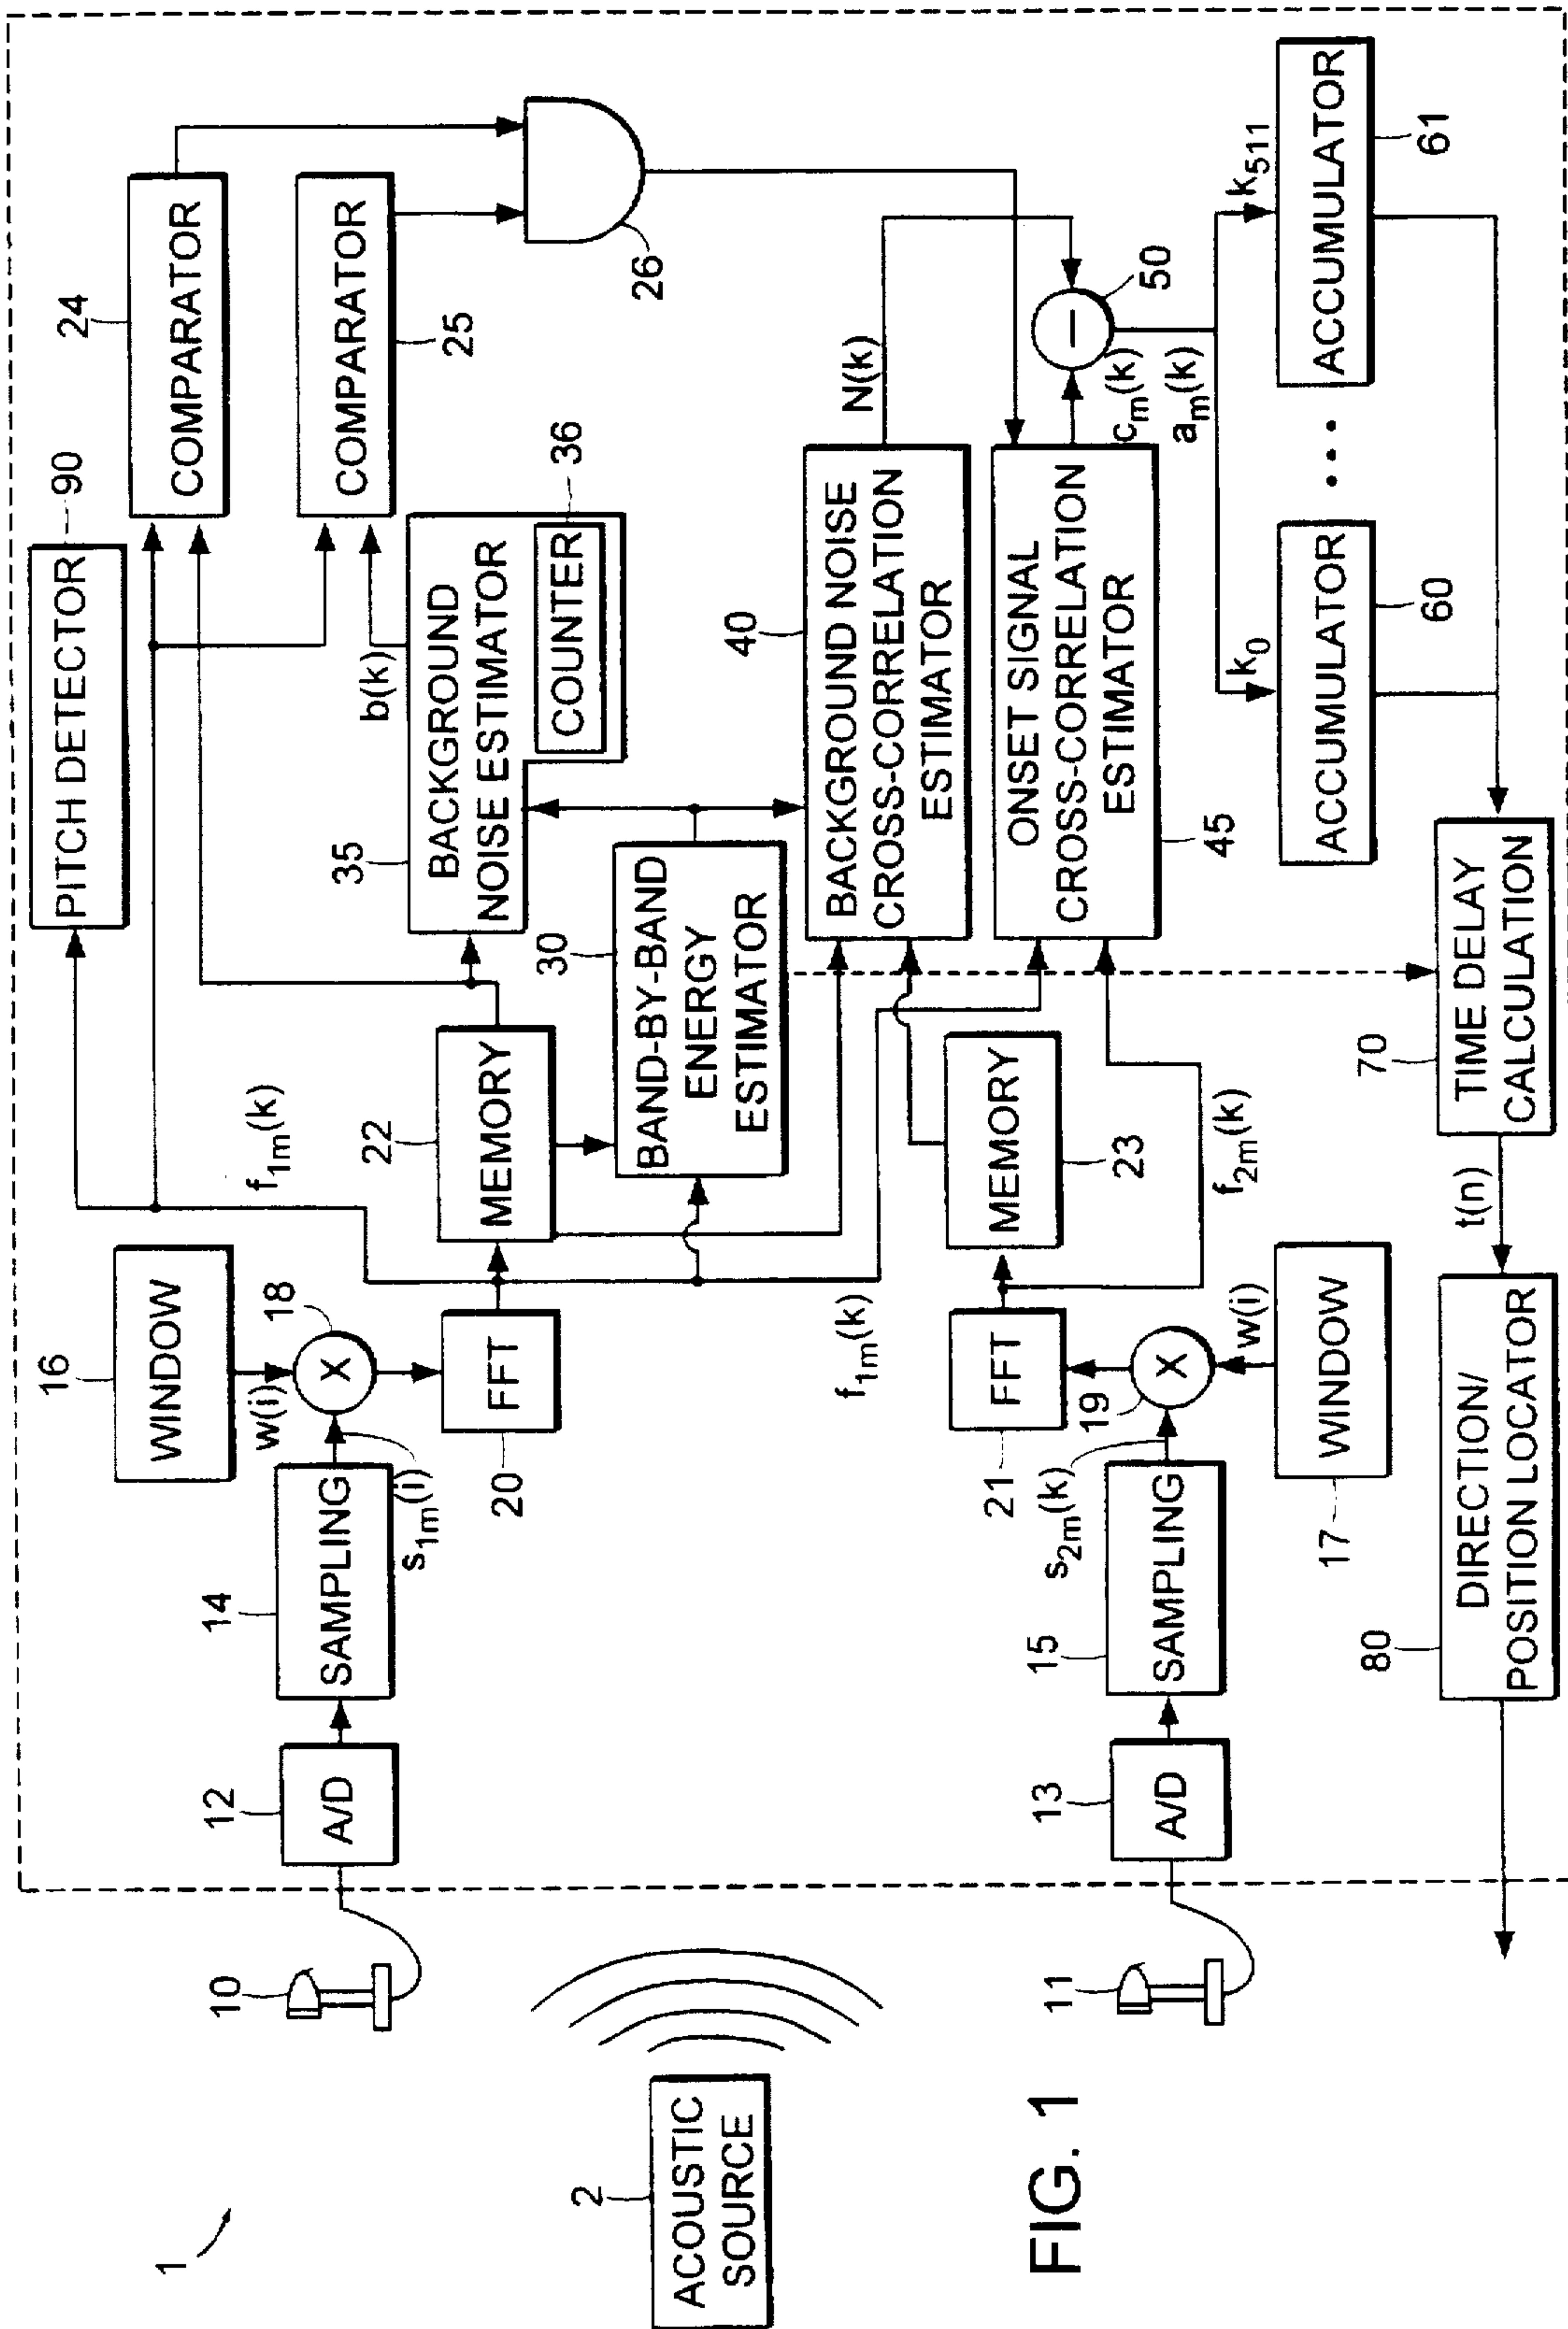 1
2
ACOUSTIC
SOURCE
10
11
12
A/D
13
A/D
14
SAMPLING
s1m(i)
15
SAMPLING
s2m(k)
16
WINDOW
w(i)
18
X
17
WINDOW
w(i)
19
X
20
FFT
21
FFT
f1m(k)
f1m(k)
22
MEMORY
23
MEMORY
f2m(k)
PITCH DETECTOR
90
24
COMPARATOR
COMPARATOR
25
26
35
BACKGROUND
NOISE ESTIMATOR
COUNTER
36
b(k)
30
BAND-BY-BAND
ENERGY
ESTIMATOR
40
BACKGROUND NOISE
CROSS-CORRELATION
ESTIMATOR
N(k)
ONSET SIGNAL
CROSS-CORRELATION
ESTIMATOR
45
−
50
cm(k)
am(k)
k0
k511
ACCUMULATOR
60
• • •
ACCUMULATOR
61
70
TIME DELAY
CALCULATION
t(n)
80
DIRECTION/
POSITION LOCATOR
FIG. 1